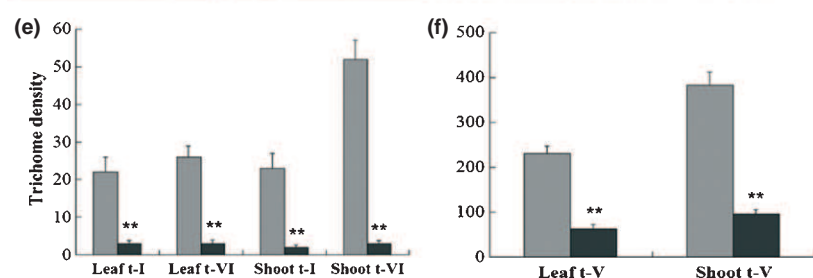 (e)
Trichome density
60
50
40
30
20
10
0
** ** ** **
Leaf t-I Leaf t-VI Shoot t-I Shoot t-VI
(f)
500
400
300
200
100
0
** **
Leaf t-V Shoot t-V